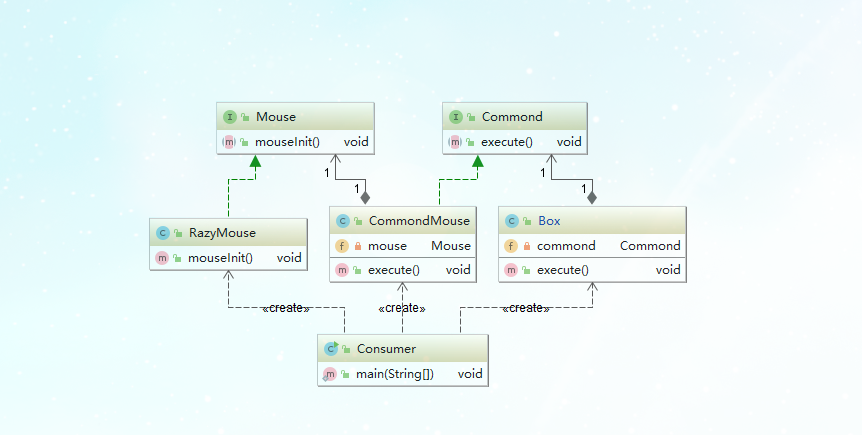 Mouse
mouseInit() void
Commond
execute() void
1
1
1
1
RazyMouse
mouseInit() void
CommondMouse
mouse Mouse
execute() void
Box
commond Commond
execute() void
«create»
«create»
«create»
Consumer
main(String[]) void